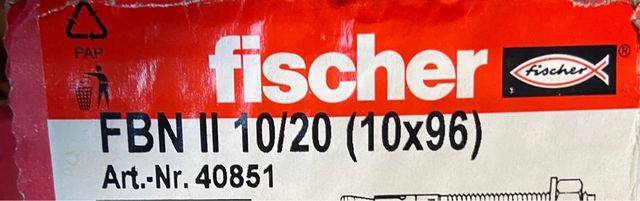 PAP
fischer
fischer
®
FBN II 10/20 (10x96)
Art.-Nr. 40851